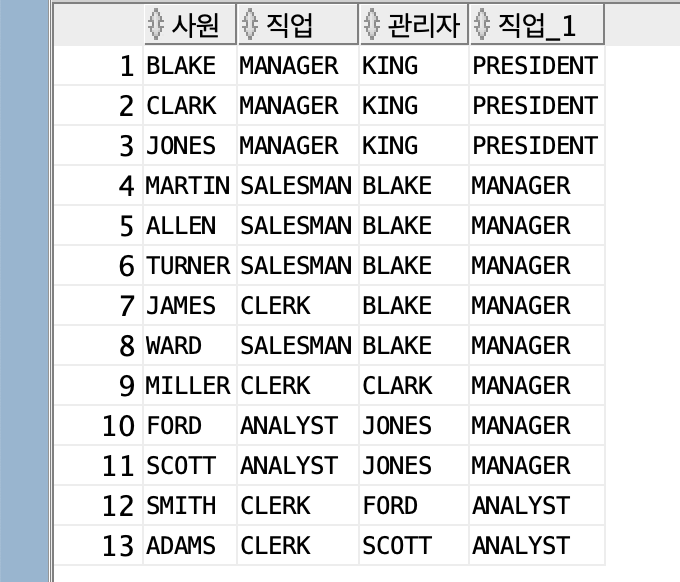 사원 직업 관리자 직업_1
1 BLAKE MANAGER KING PRESIDENT
2 CLARK MANAGER KING PRESIDENT
3 JONES MANAGER KING PRESIDENT
4 MARTIN SALESMAN BLAKE MANAGER
5 ALLEN SALESMAN BLAKE MANAGER
6 TURNER SALESMAN BLAKE MANAGER
7 JAMES CLERK BLAKE MANAGER
8 WARD SALESMAN BLAKE MANAGER
9 MILLER CLERK CLARK MANAGER
10 FORD ANALYST JONES MANAGER
11 SCOTT ANALYST JONES MANAGER
12 SMITH CLERK FORD ANALYST
13 ADAMS CLERK SCOTT ANALYST